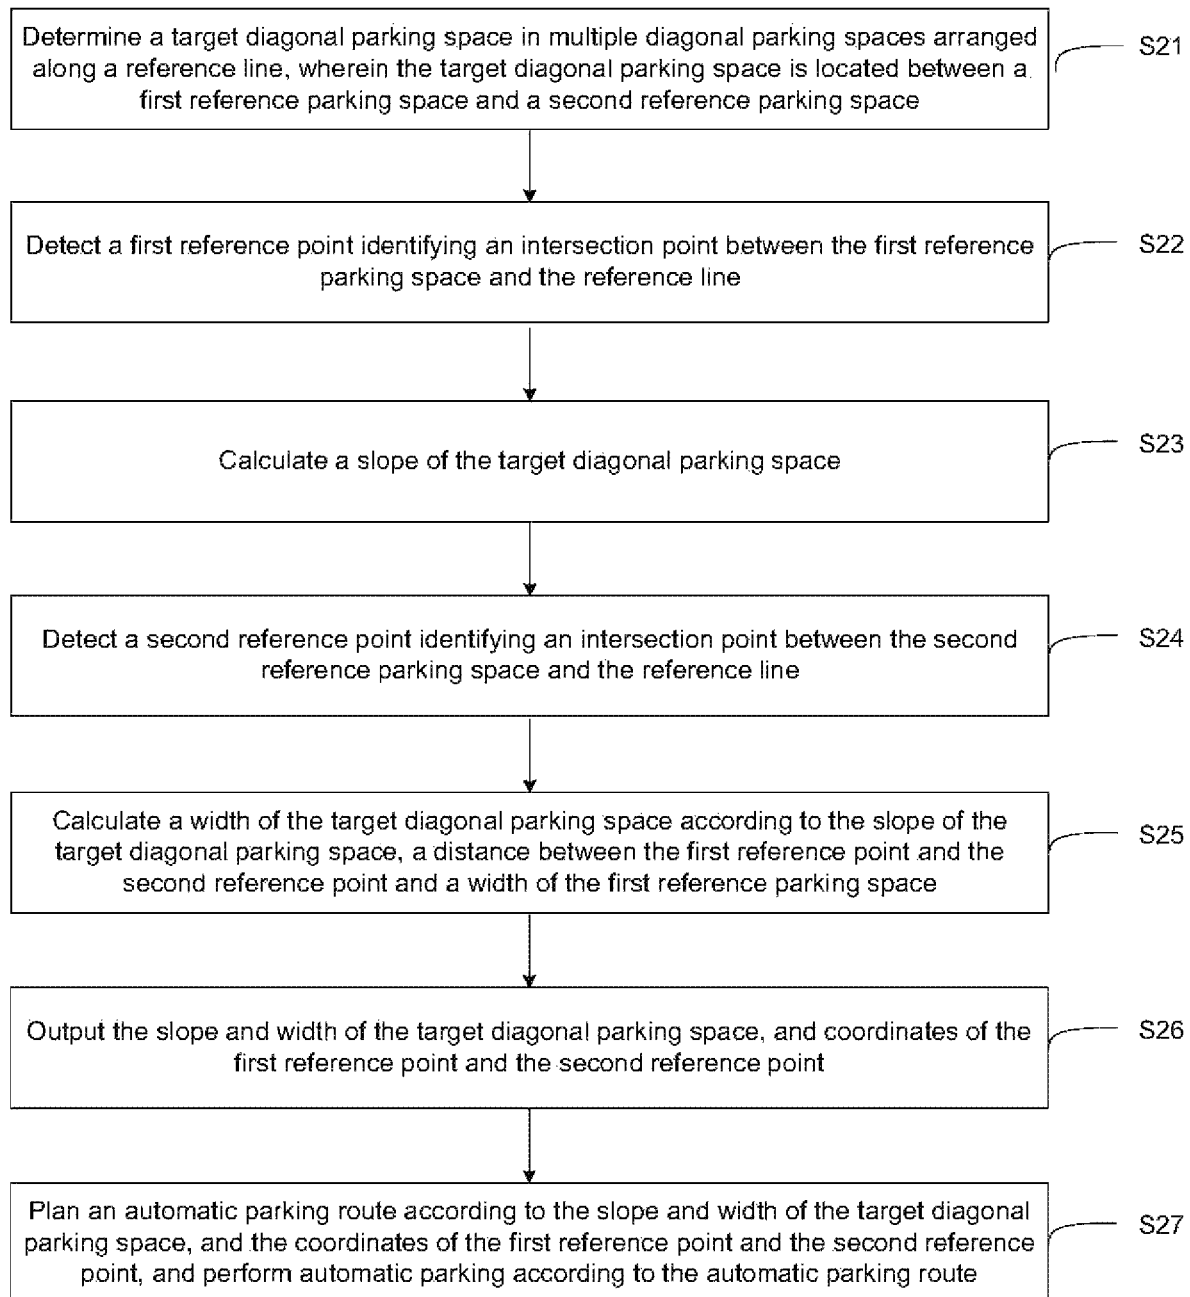 Determine a target diagonal parking space in multiple diagonal parking spaces arranged
along a reference line, wherein the target diagonal parking space is located between a
first reference parking space and a second reference parking space
S21
Detect a first reference point identifying an intersection point between the first reference
parking space and the reference line
S22
Calculate a slope of the target diagonal parking space
S23
Detect a second reference point identifying an intersection point between the second
reference parking space and the reference line
S24
Calculate a width of the target diagonal parking space according to the slope of the
target diagonal parking space, a distance between the first reference point and the
second reference point and a width of the first reference parking space
S25
Output the slope and width of the target diagonal parking space, and coordinates of the
first reference point and the second reference point
S26
Plan an automatic parking route according to the slope and width of the target diagonal
parking space, and the coordinates of the first reference point and the second reference
point, and perform automatic parking according to the automatic parking route
S27